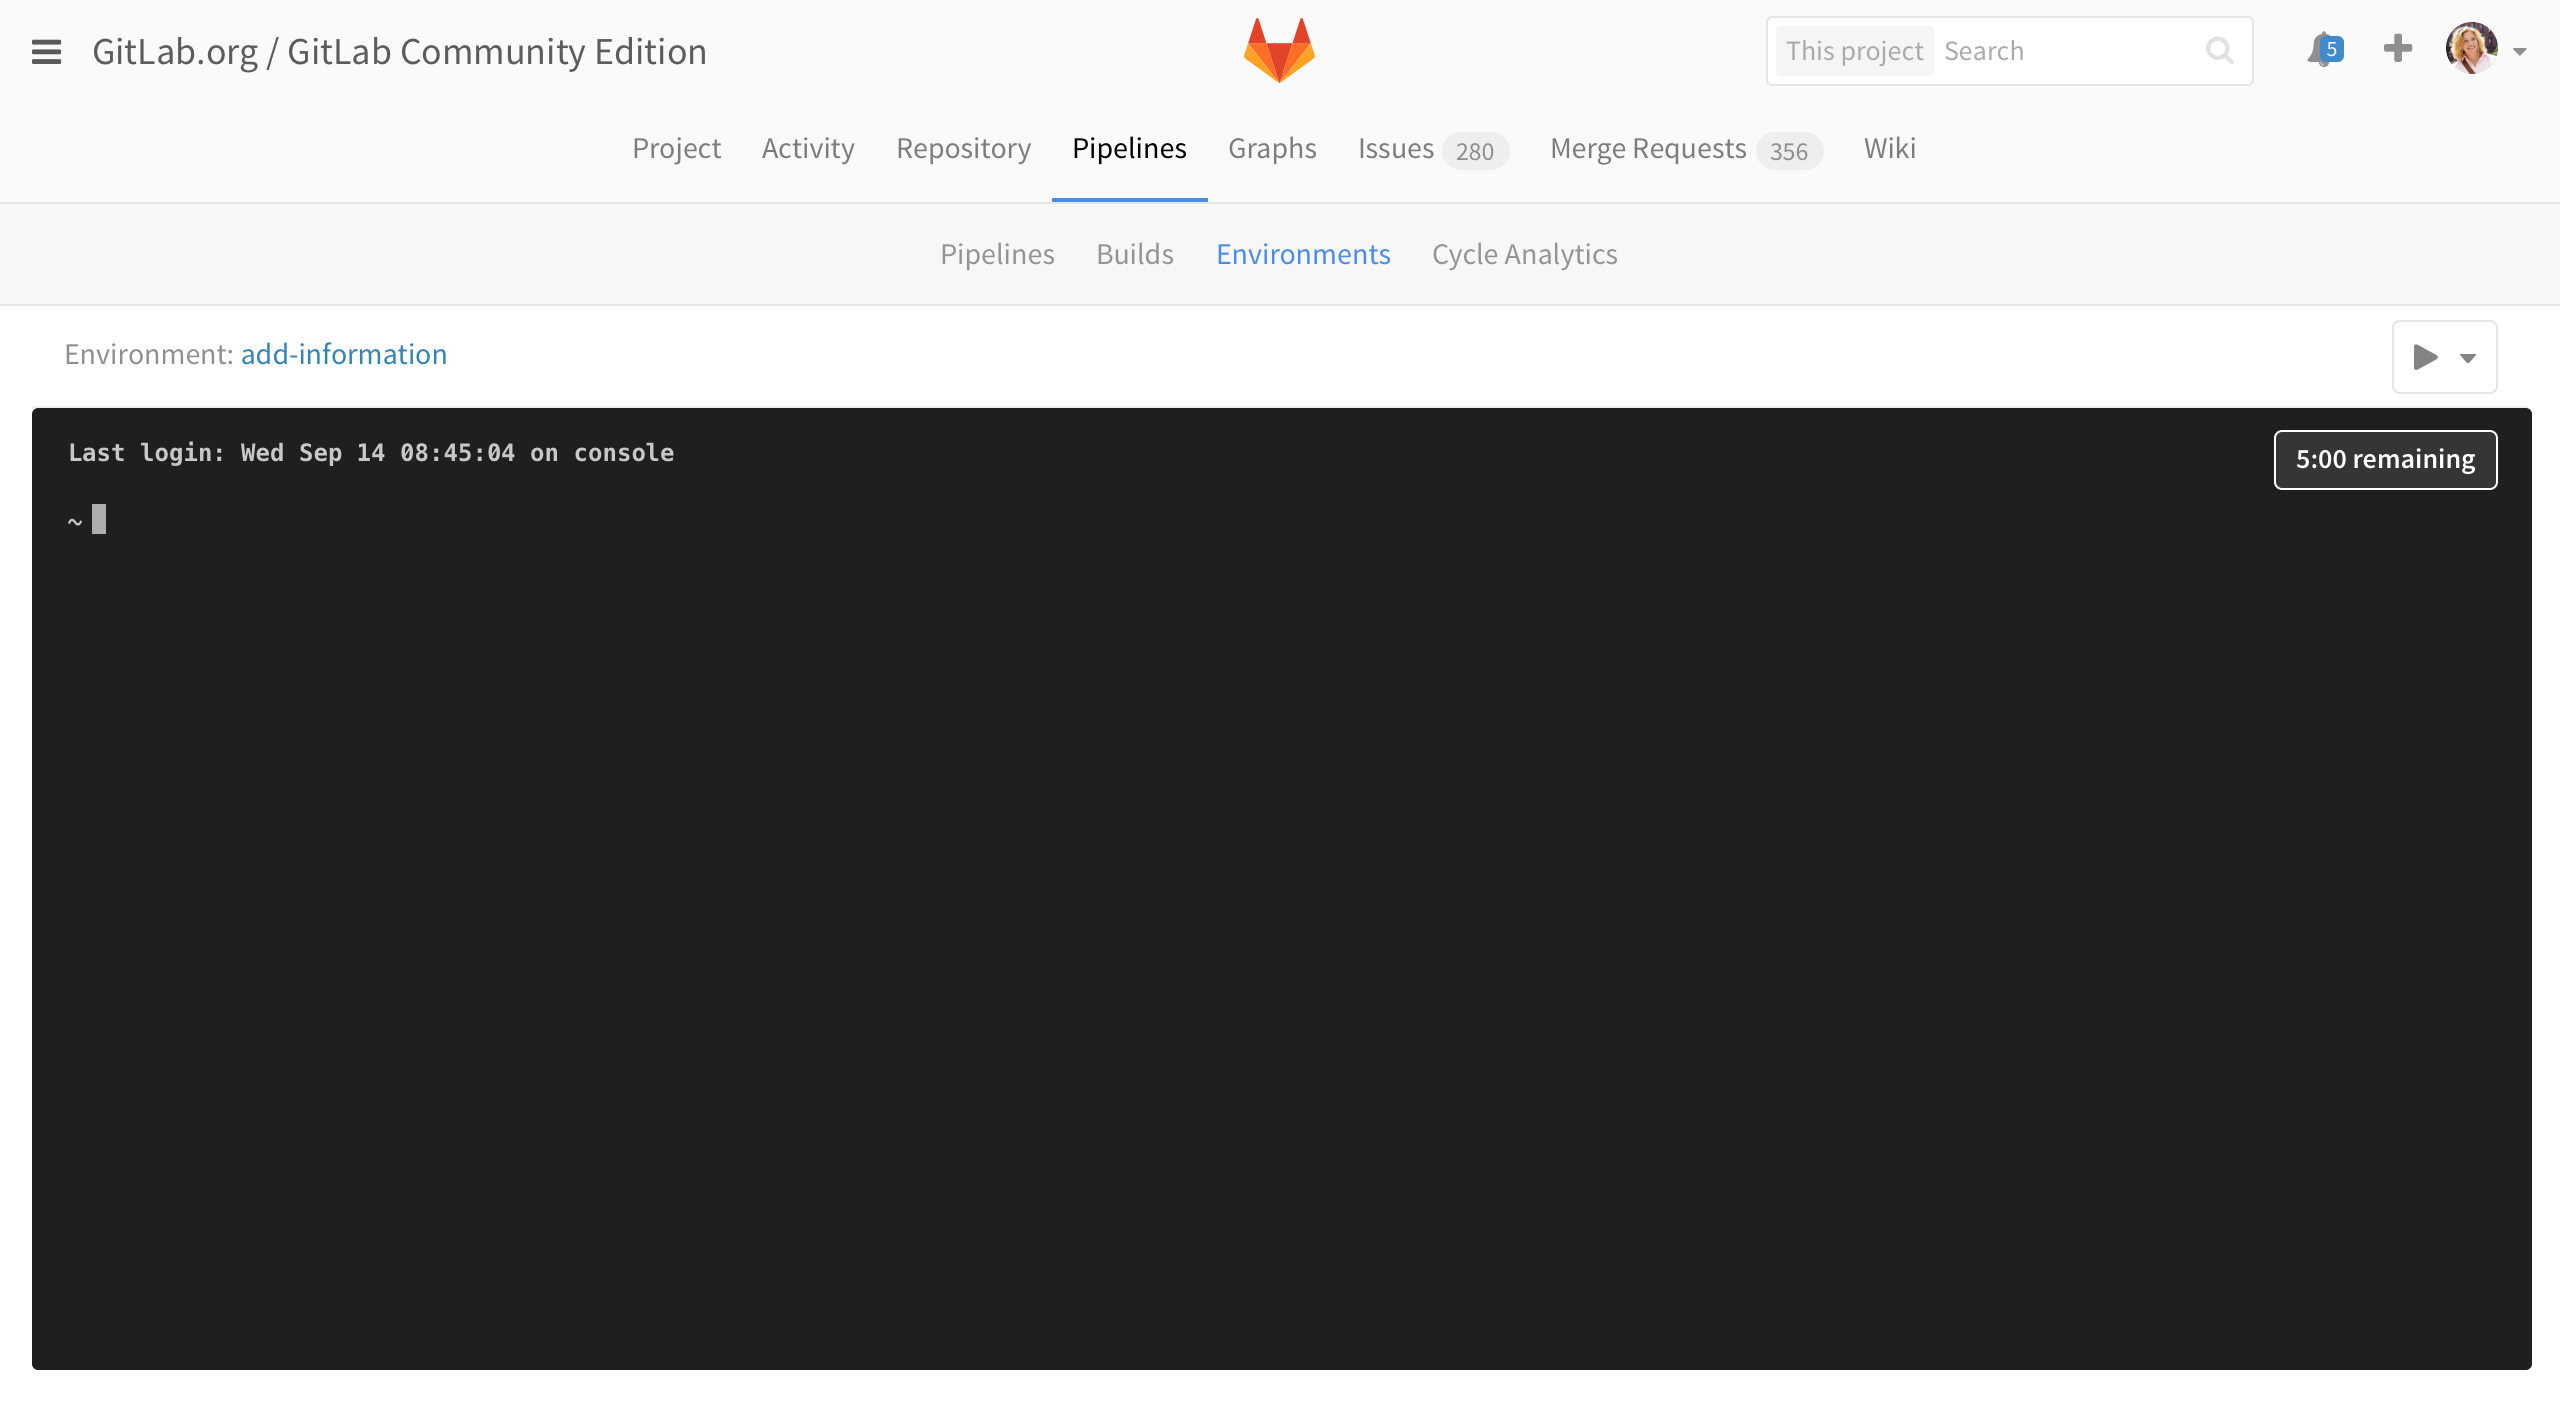 GitLab.org / GitLab Community Edition
This project Search
5
Project Activity Repository Pipelines Graphs Issues 280 Merge Requests 356 Wiki
Pipelines Builds Environments Cycle Analytics
Environment: add-information
Last login: Wed Sep 14 08:45:04 on console
5:00 remaining
~